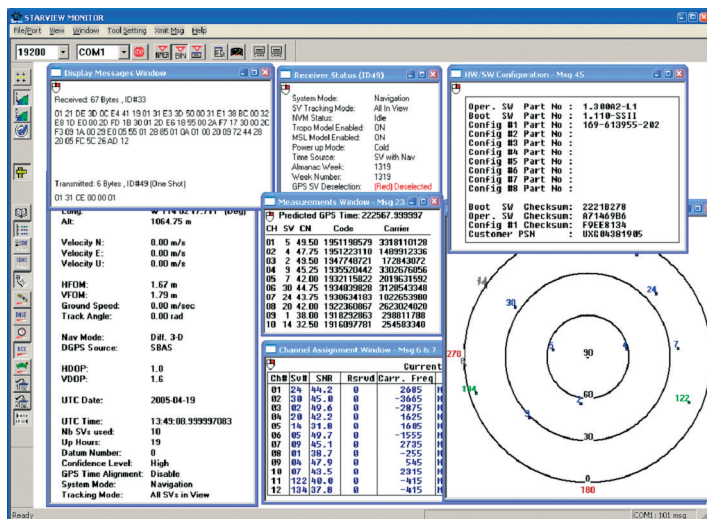 STARVIEW MONITOR
File/Port View Window Tool Setting Xmit Msg Help
19200 COM1
Display Messages Window
Received: 67 Bytes , ID#33
01 21 DE 3D 0C E4 41 19 01 31 E3 3D 50 00 31 E1 38 BC 00 32
E8 1D E0 00 2D FD 1B 30 01 2D E6 18 55 00 2A F7 17 30 00 2C
F3 09 1A 00 29 E0 05 55 01 28 85 01 0A 01 00 20 09 72 44 28
20 05 FC 5C 26 AD 12
Transmitted: 6 Bytes , ID#49 (One Shot)
01 31 CE 00 00 01
Receiver Status (ID49)
System Mode: Navigation
SV Tracking Mode: All In View
NVM Status: Idle
Tropo Model Enabled: ON
MSL Model Enabled: ON
Power up Mode: Cold
Time Source: SV with Nav
Almanac Week: 1319
Week Number: 1319
GPS SV Deselection: (Red) Deselected
HW/SW Configuration - Msg 45
Oper. SW Part No : 1.300A2-L1
Boot SW Part No : 1.110-SSII
Config #1 Part No : 169-613955-202
Config #2 Part No :
Config #3 Part No :
Config #4 Part No :
Config #5 Part No :
Config #6 Part No :
Config #7 Part No :
Config #8 Part No :
Boot SW Checksum: 2221B278
Oper. SW Checksum: A71469B6
Config #1 Checksum: F9EE8134
Customer PSN : UXG04381905
Alt: 1064.75 m
Velocity N: 0.00 m/s
Velocity E: 0.00 m/s
Velocity U: 0.00 m/s
HFOM: 1.67 m
VFOM: 1.79 m
Ground Speed: 0.00 m/sec
Track Angle: 0.00 rad
Nav Mode: Diff. 3-D
DGPS Source: SBAS
HDOP: 1.0
VDOP: 1.6
UTC Date: 2005-04-19
UTC Time: 13:49:08.999997083
Nb SVs used: 10
Up Hours: 19
Datum Number: 0
Confidence Level: High
GPS Time Alignment: Disable
System Mode: Navigation
Tracking Mode: All SVs in View
Measurements Window - Msg 23
Predicted GPS Time: 222567.999997
CH SV CN Code Carrier
01 5 49.50 1951198579 3318110128
02 4 47.75 1951223110 1489912336
03 2 49.50 1947748721 172843072
04 9 45.25 1935520442 3302676056
05 7 42.00 1932115822 2019631592
06 30 44.75 1934839828 3128543348
07 24 43.75 1930634183 1022653980
08 20 42.00 1922360867 2623024020
09 1 38.00 1918292863 298811788
10 14 32.50 1916097781 254583340
Channel Assignment Window - Msg 6 & 7
Current
Ch# Sv# SNR Rsrvd Carr. Freq
01 24 44.2 0 2685
02 30 45.0 0 -3665
03 02 49.6 0 -2875
04 20 42.2 0 1625
05 14 31.8 0 1605
06 05 49.7 0 -1555
07 09 45.1 0 2735
08 01 38.7 0 -255
09 04 47.9 0 545
10 07 43.5 0 2315
11 122 40.0 0 -415
12 134 37.8 0 -415
14
30
24
270
5
4
7
90
134
60
2
122
30
0
180
Ready
COM1: 101 msg